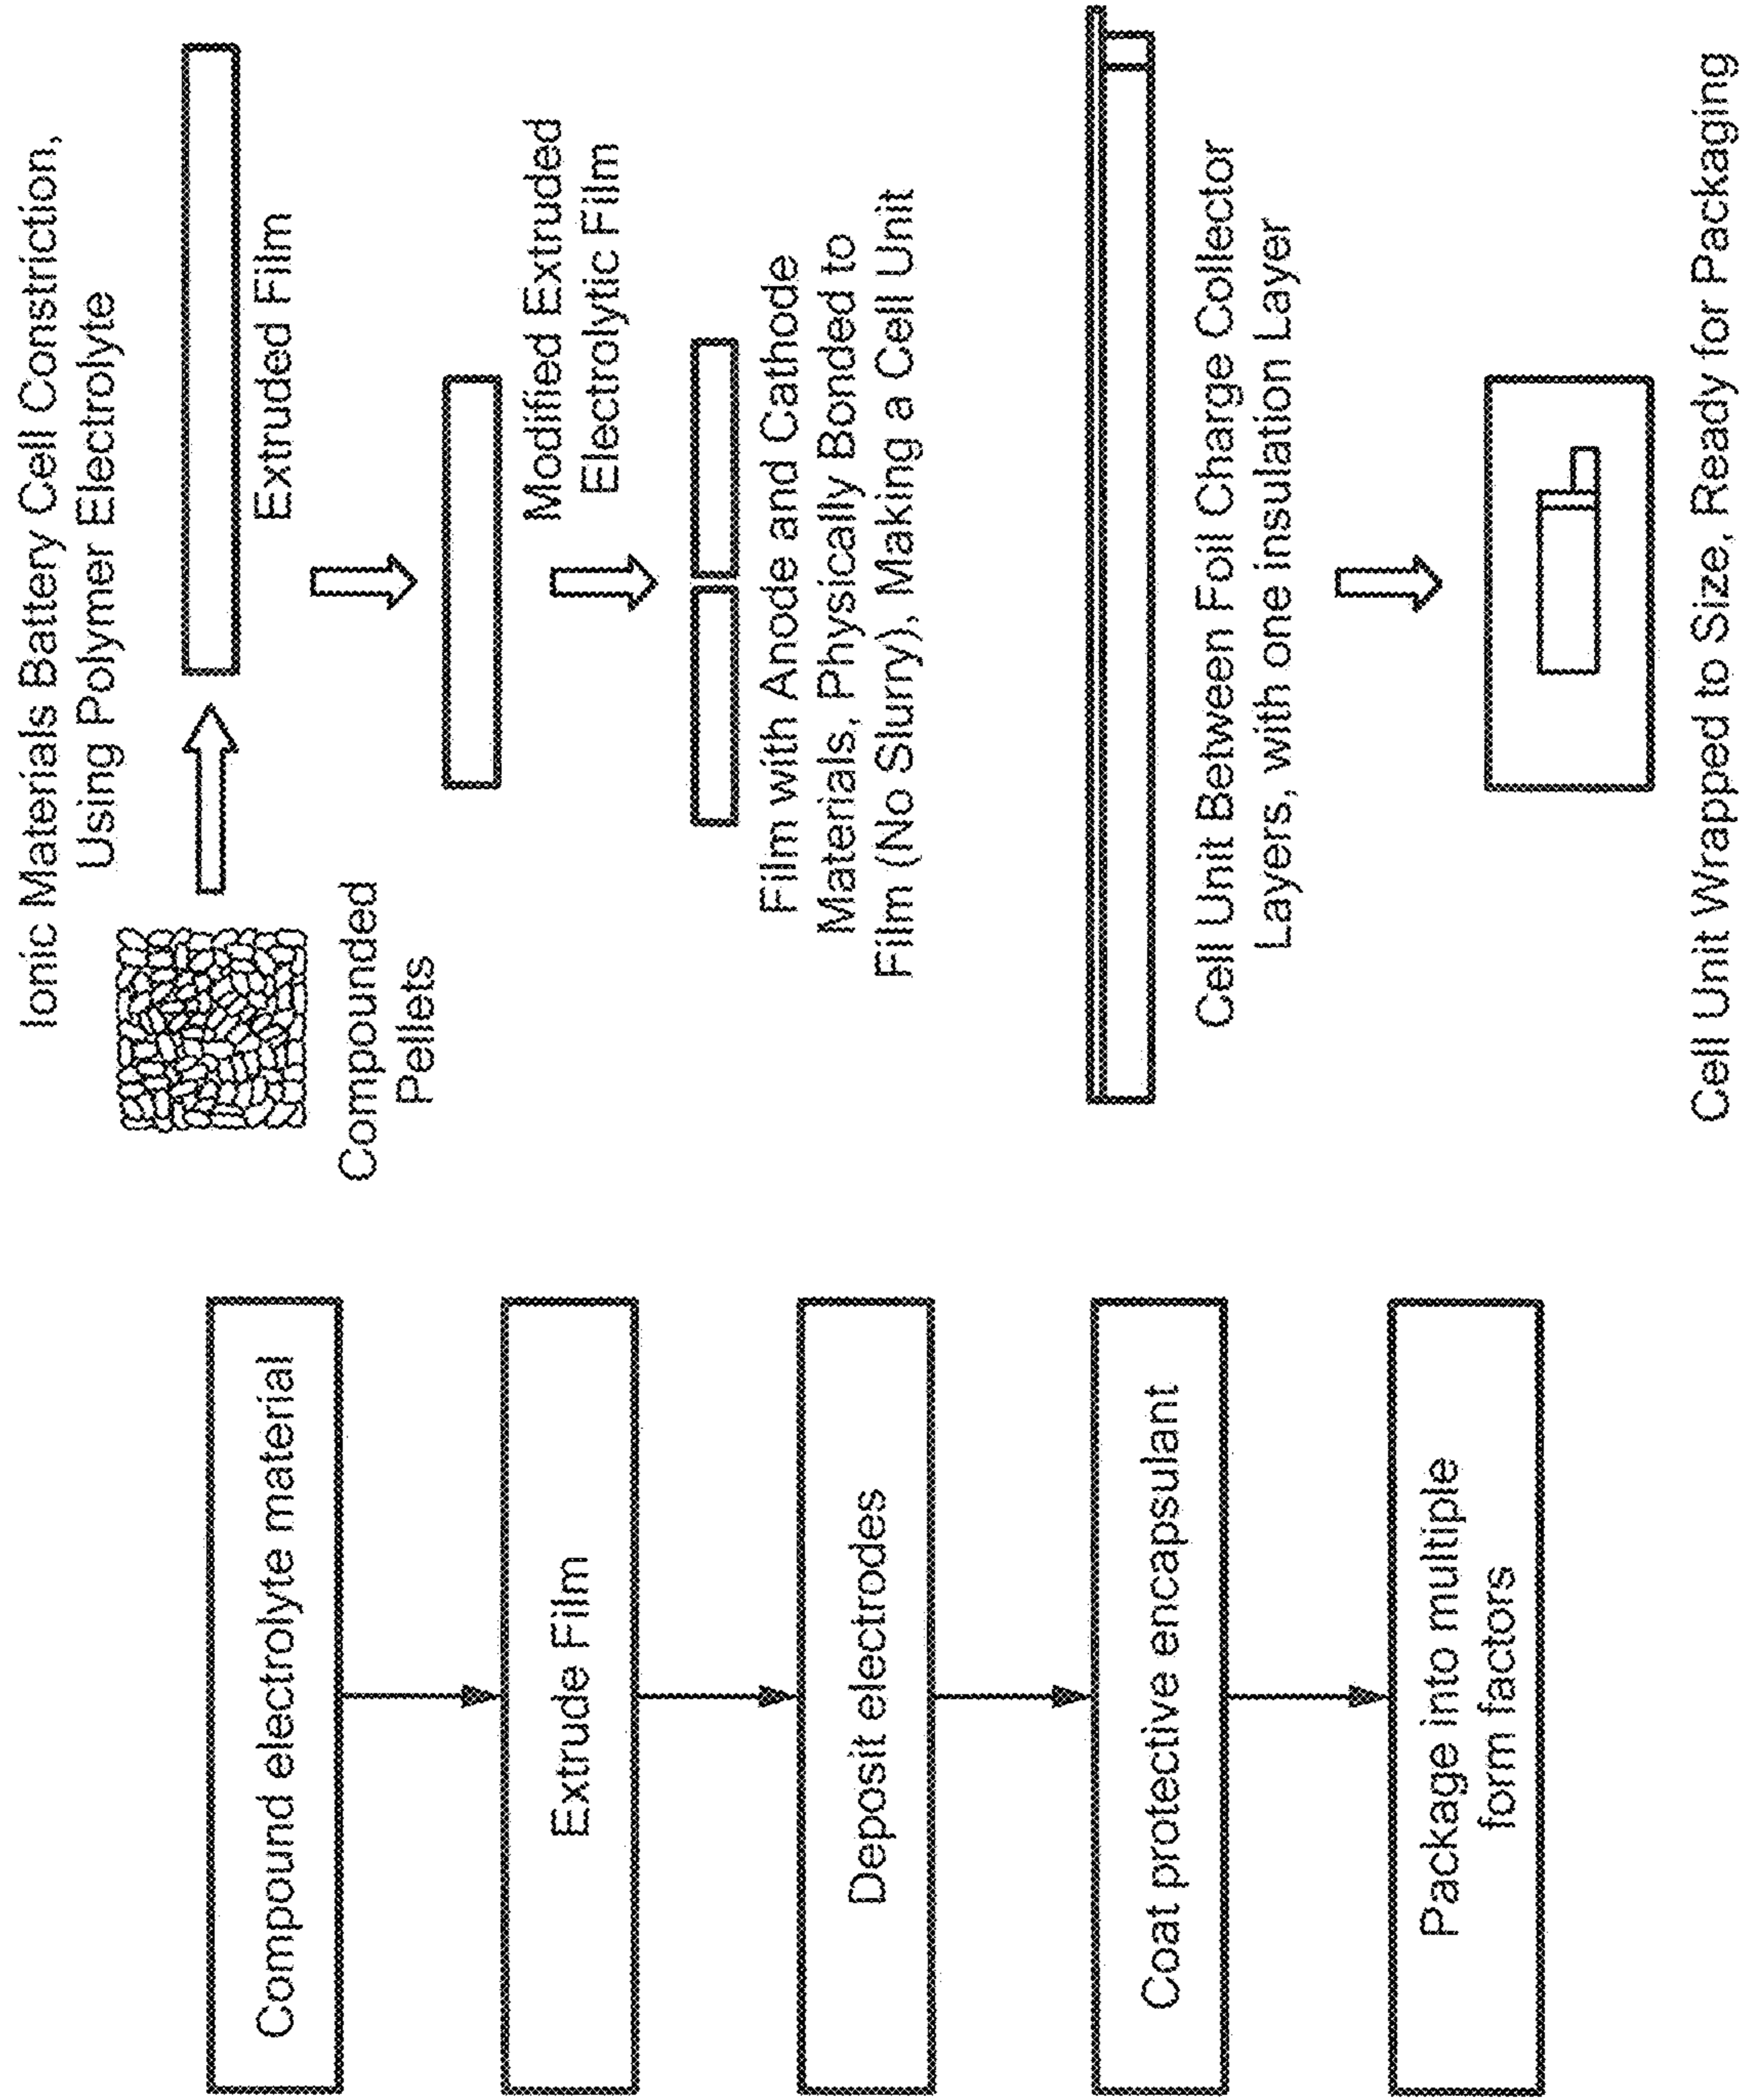 Compound electrolyte material
Extrude Film
Deposit electrodes
Coat protective encapsulant
Package into multiple
form factors
Ionic Materials Battery Cell Constriction,
Using Polymer Electrolyte
Compounded
Pellets
Extruded Film
Modified Extruded
Electrolytic Film
Film with Anode and Cathode
Materials, Physically Bonded to
Film (No Slurry), Making a Cell Unit
Cell Unit Between Foil Charge Collector
Layers, with one insulation Layer
Cell Unit Wrapped to Size, Ready for Packaging